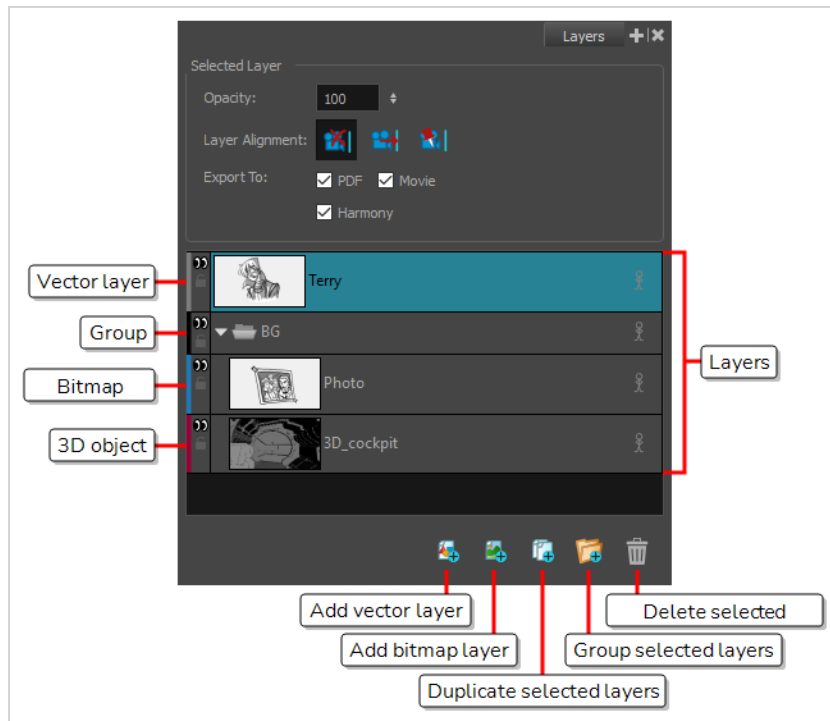 Layers
Selected Layer
Opacity: 100
Layer Alignment:
Export To: PDF Movie
Harmony
Vector layer
Terry
Group
BG
Layers
Bitmap
Photo
3D object
3D_cockpit
Add vector layer
Delete selected
Add bitmap layer
Group selected layers
Duplicate selected layers